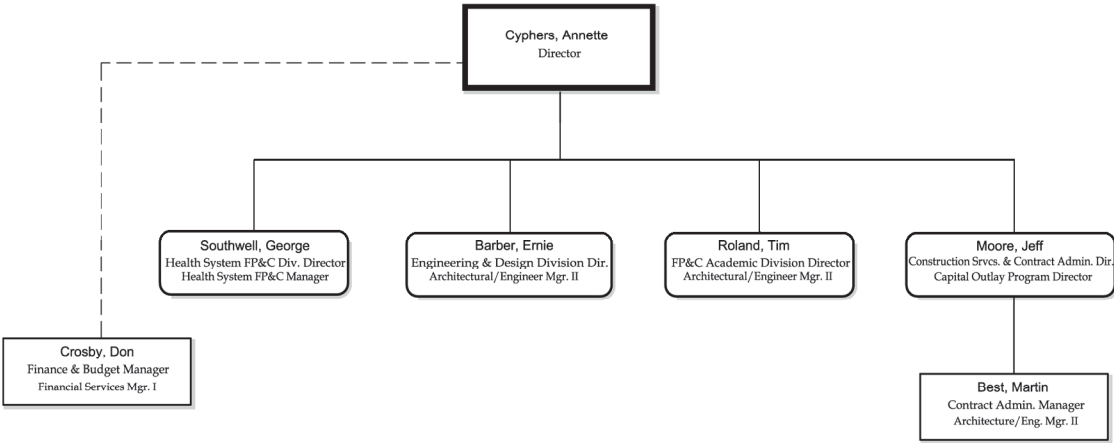 Cyphers, Annette
Director
Southwell, George
Health System FP&C Div. Director
Health System FP&C Manager
Barber, Ernie
Engineering & Design Division Dir.
Architectural/Engineer Mgr. II
Roland, Tim
FP&C Academic Division Director
Architectural/Engineer Mgr. II
Moore, Jeff
Construction Srvcs. & Contract Admin. Dir.
Capital Outlay Program Director
Crosby, Don
Finance & Budget Manager
Financial Services Mgr. I
Best, Martin
Contract Admin. Manager
Architecture/Eng. Mgr. II